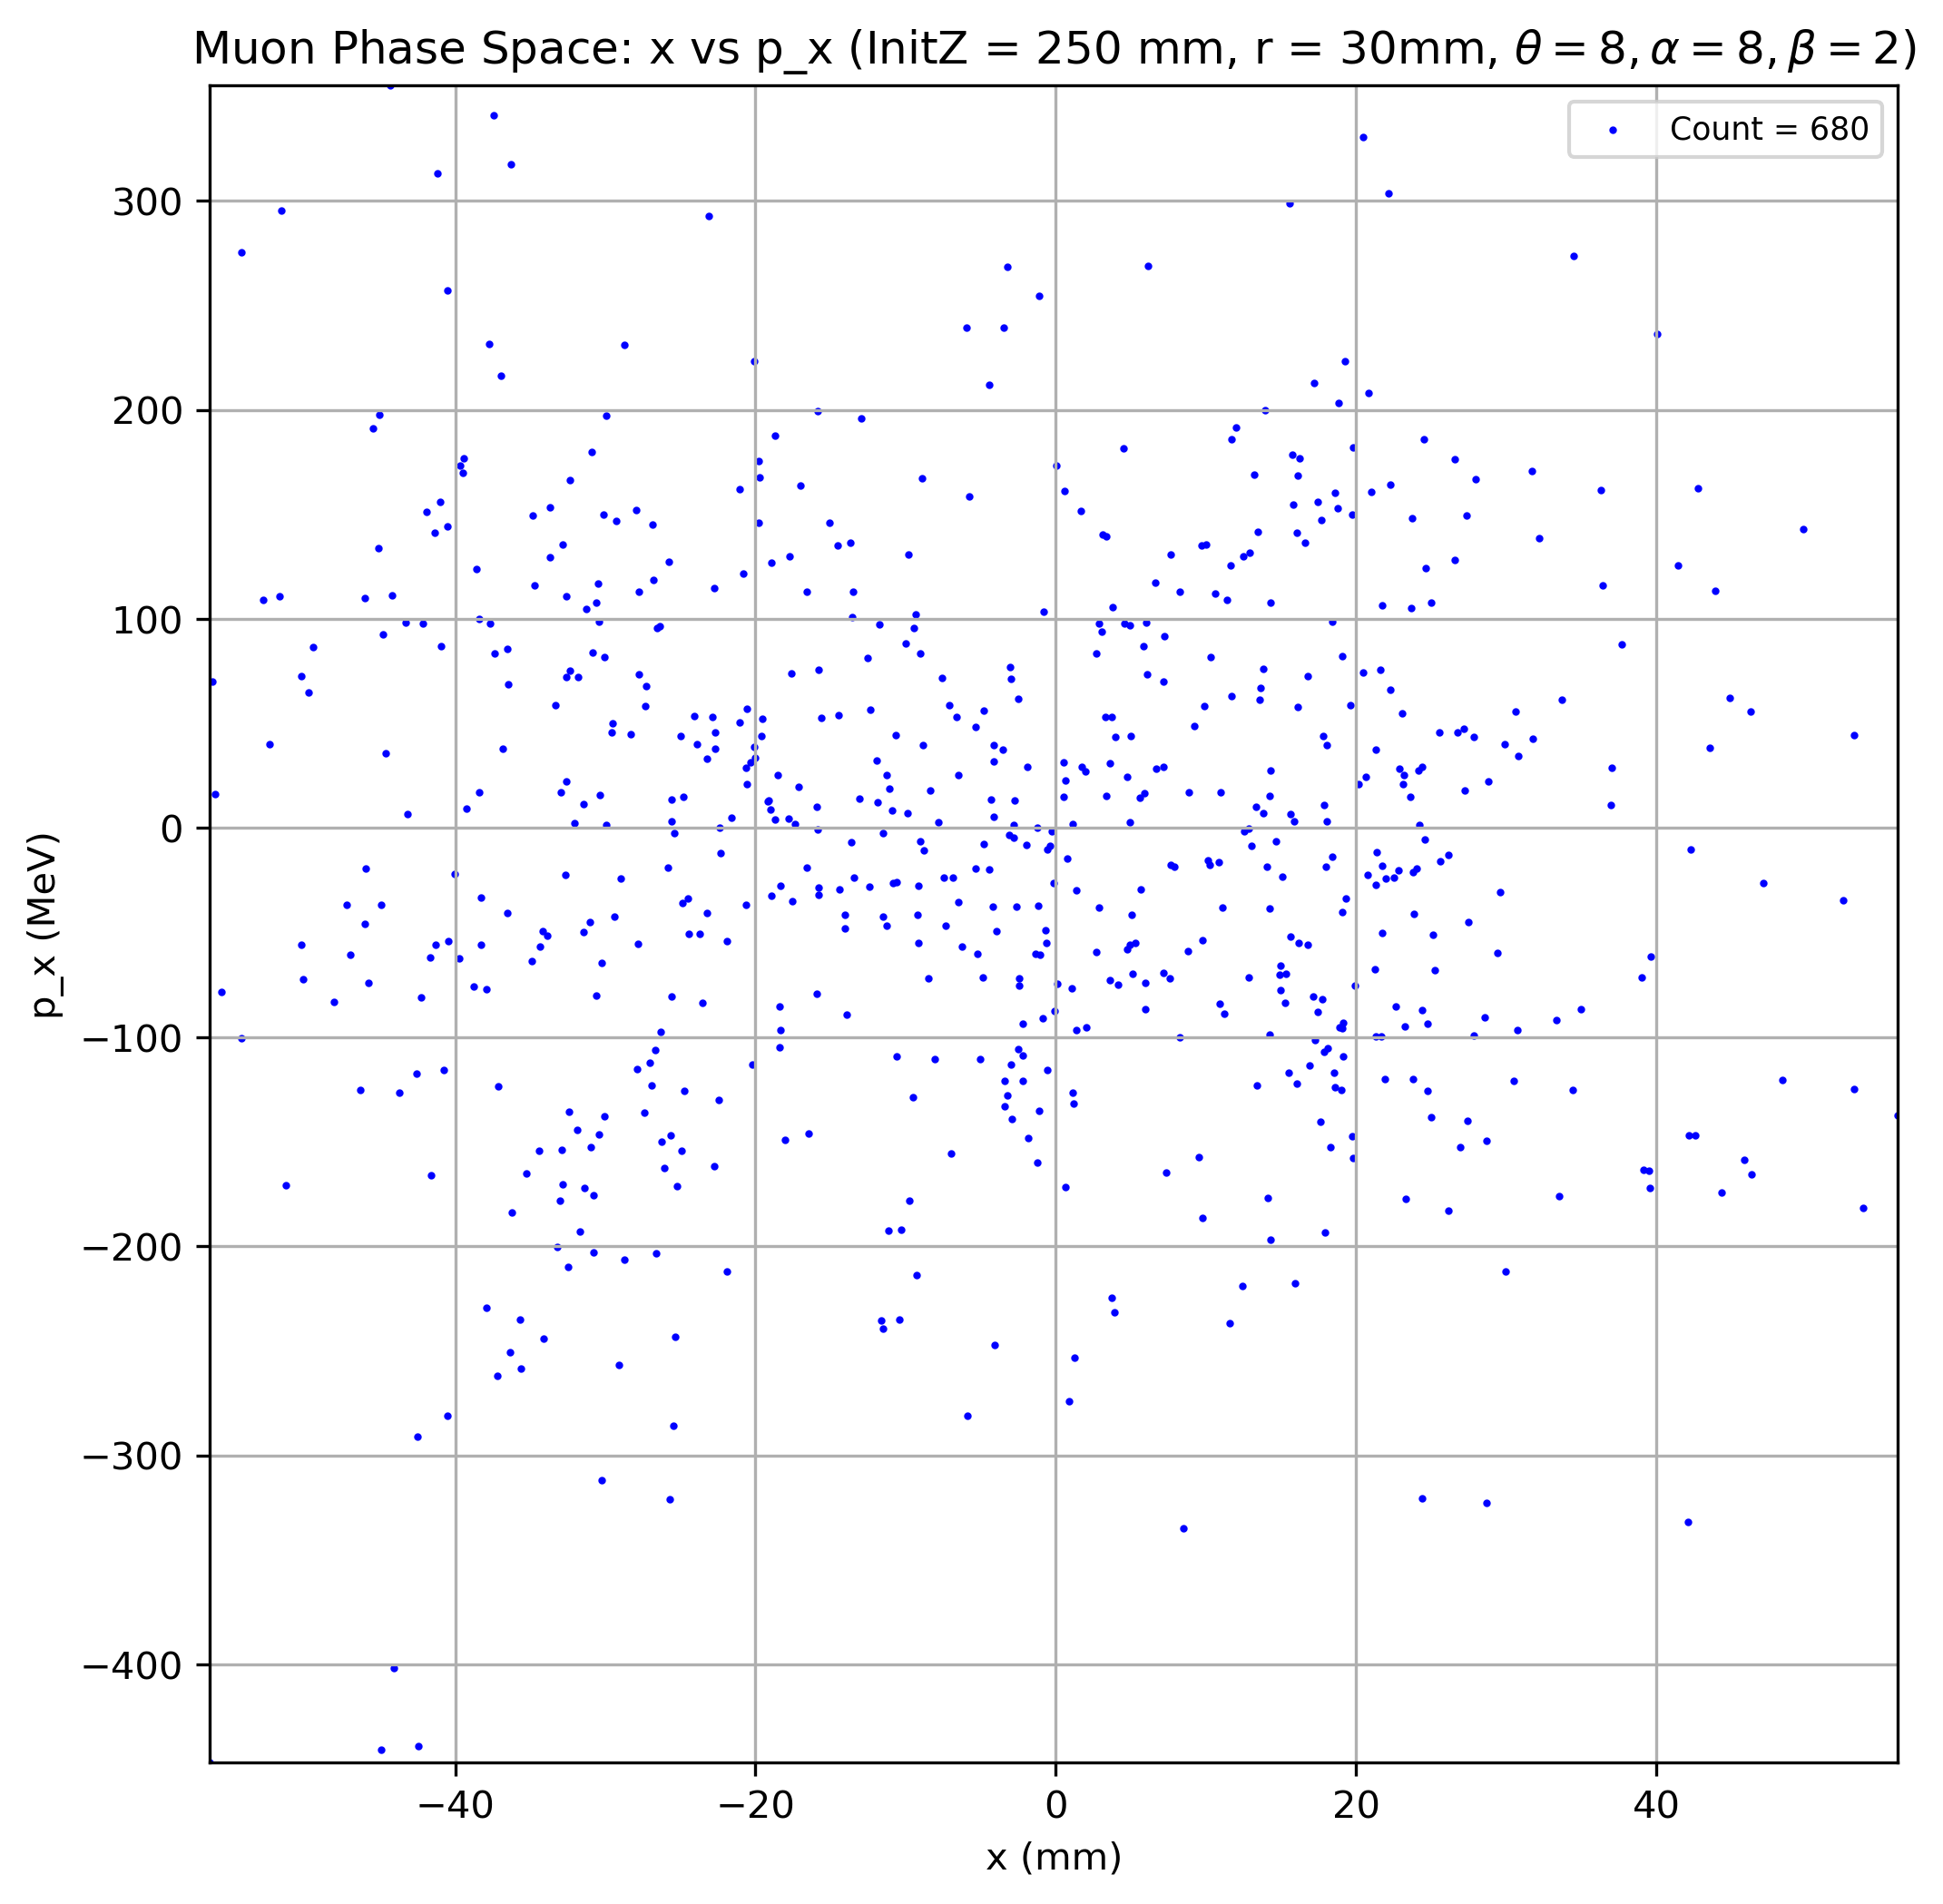 Muon Phase Space: x vs p_x (InitZ = 250 mm, r = 30mm, θ = 8, α = 8, β = 2)
Count = 680
300
200
100
0
−100
−200
−300
−400
p_x (MeV)
−40 −20 0 20 40
x (mm)